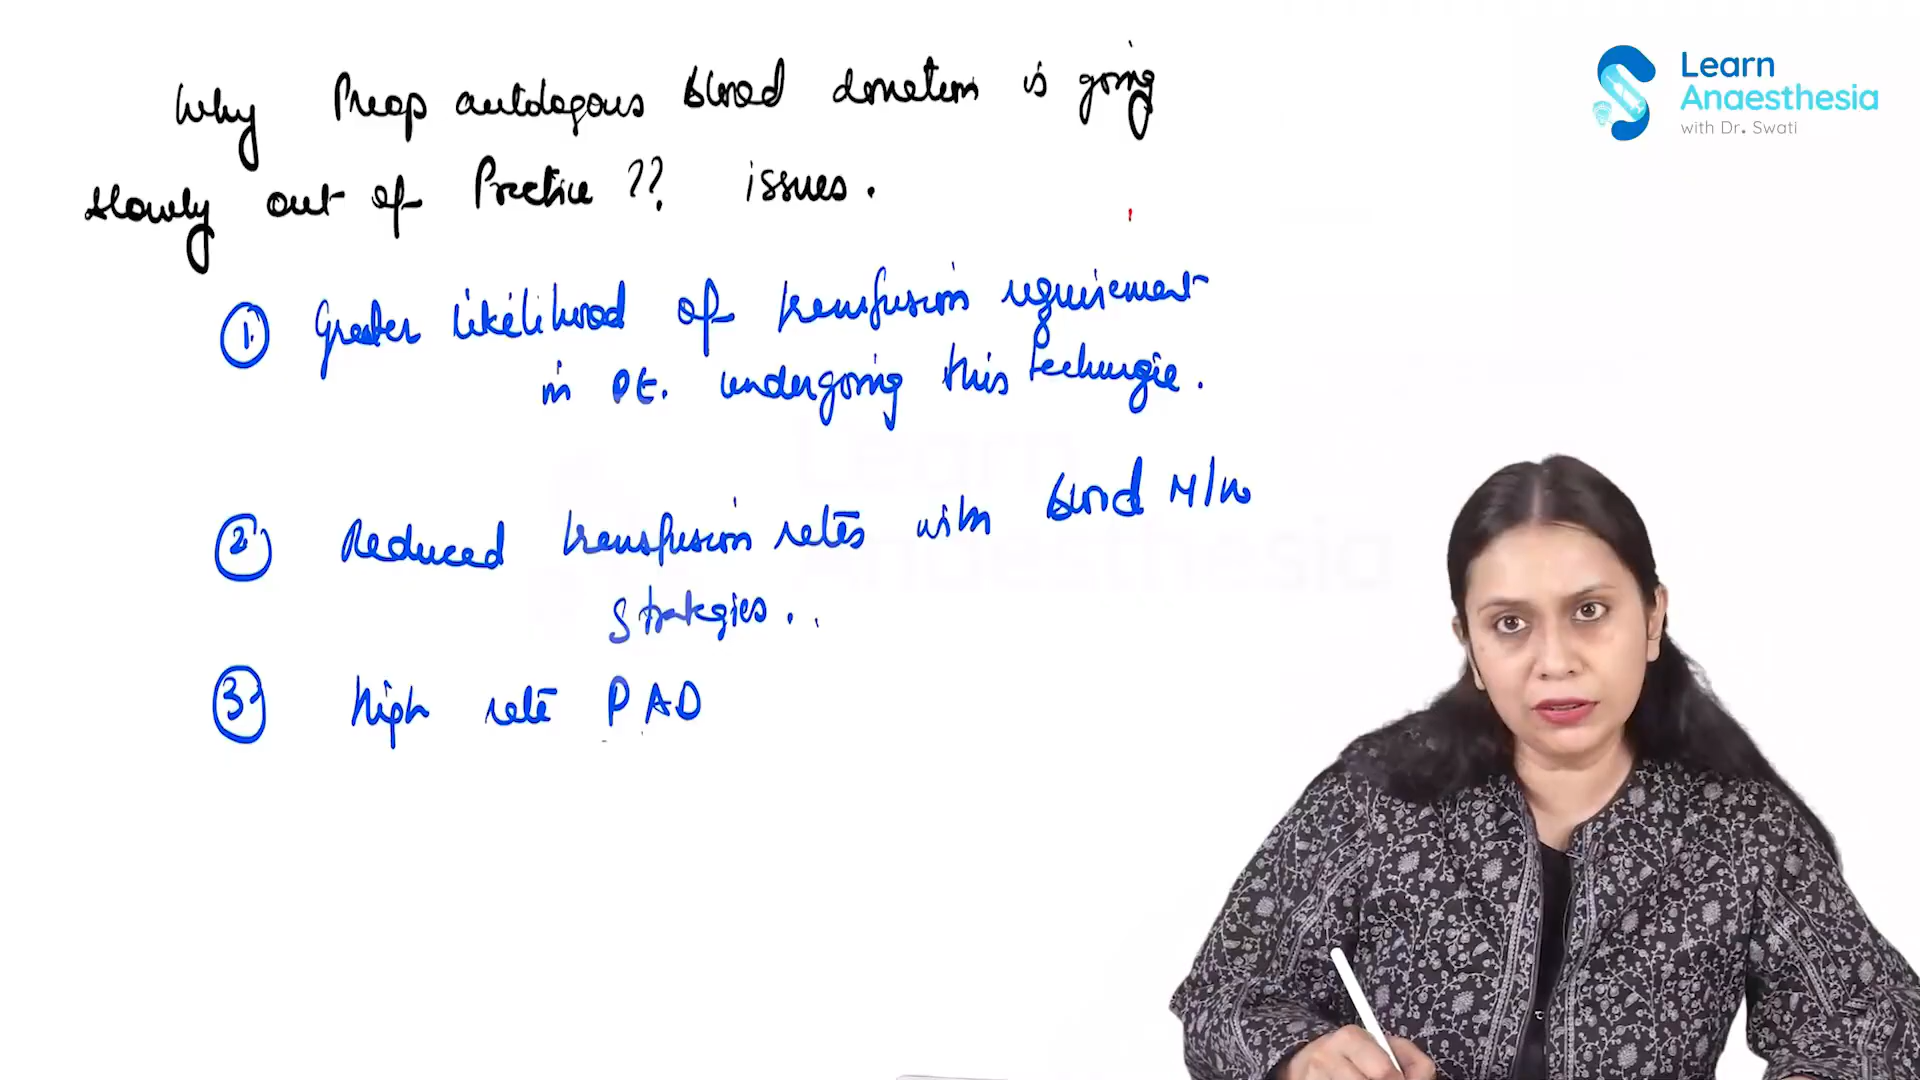 Why Preop autologous blood donation is going
slowly out of Practice ?? issues.
1. Greater likelihood of transfusion requirement
in pt. undergoing this technique.
2. Reduced transfusion rates with blood M/n
strategies..
3. high rate PAD
Learn
Anaesthesia
with Dr. Swati